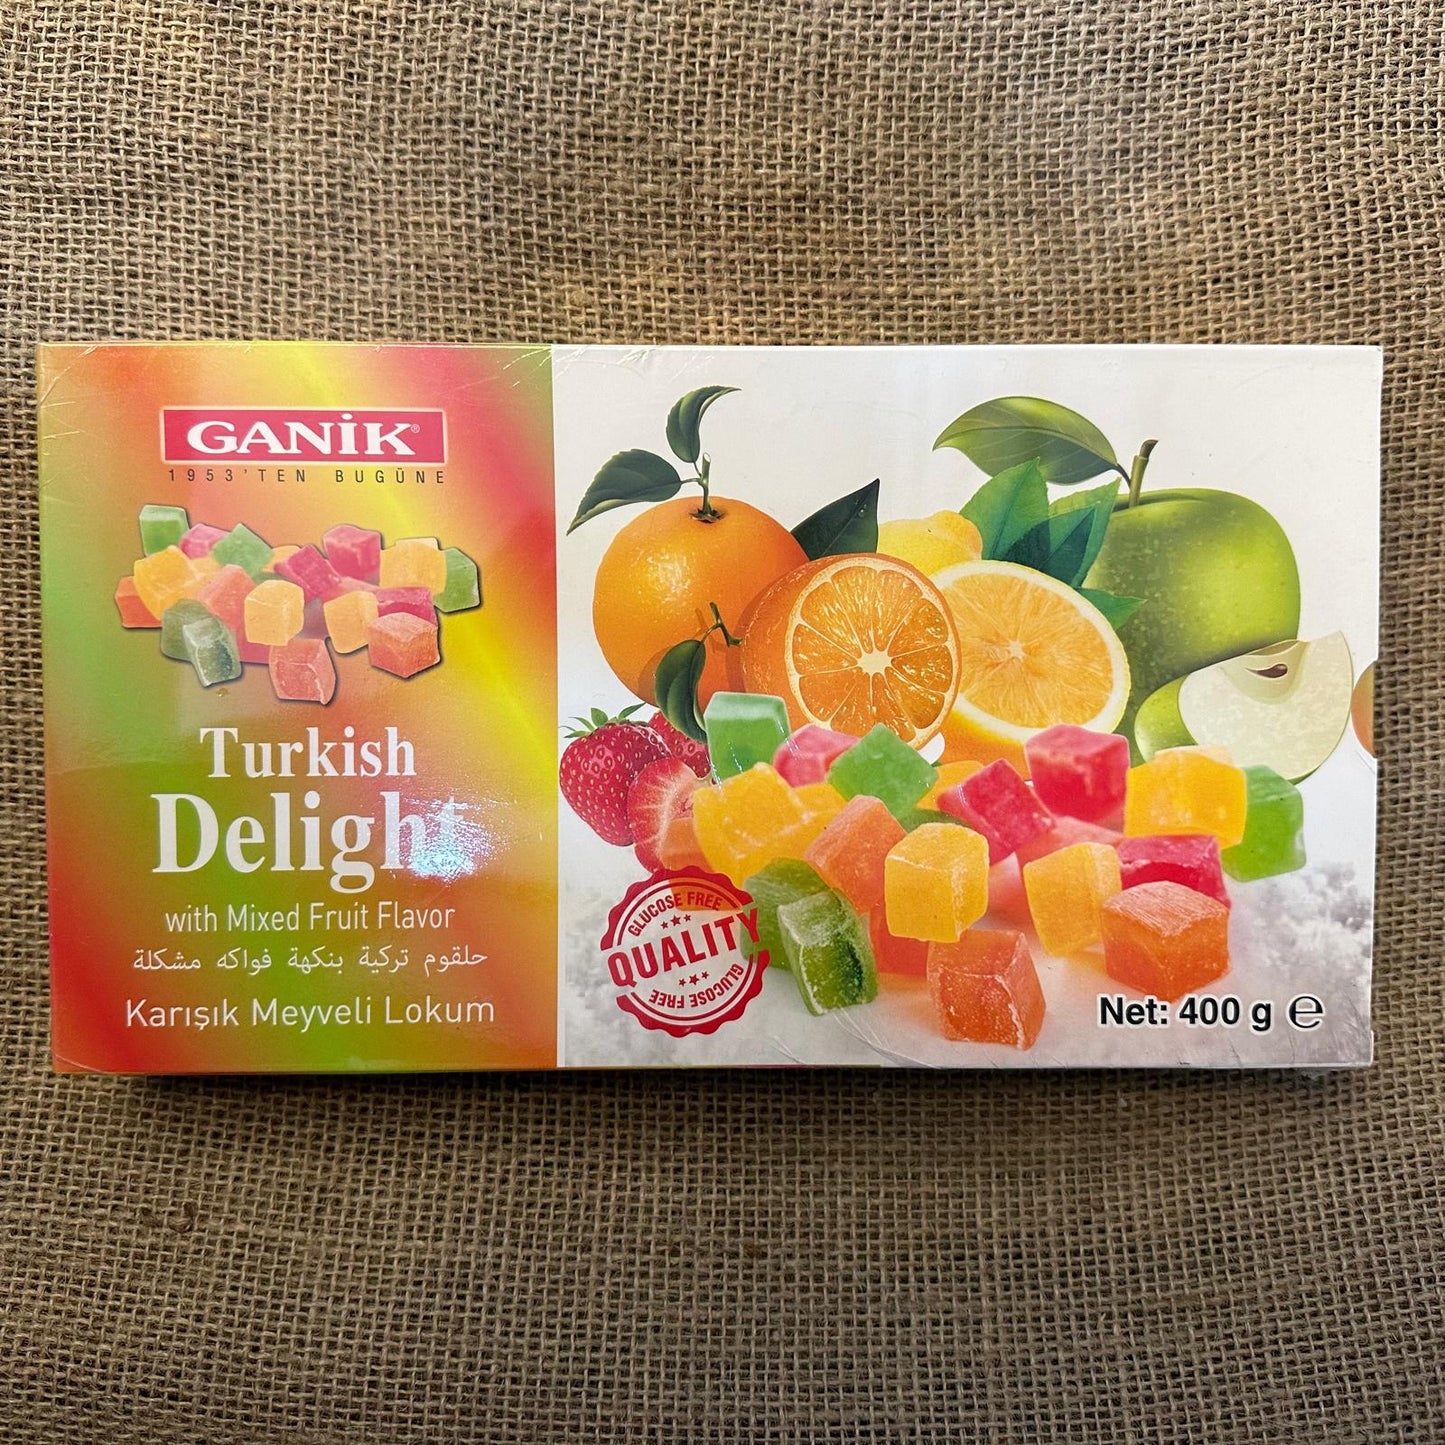 GANİK®
1953'TEN BUGÜNE
Turkish
Delight
with Mixed Fruit Flavor
حلقوم تركية بنكهة فواكه مشكلة
Karışık Meyveli Lokum
GLUCOSE FREE
QUALITY
GLUCOSE FREE
Net: 400 g ℮